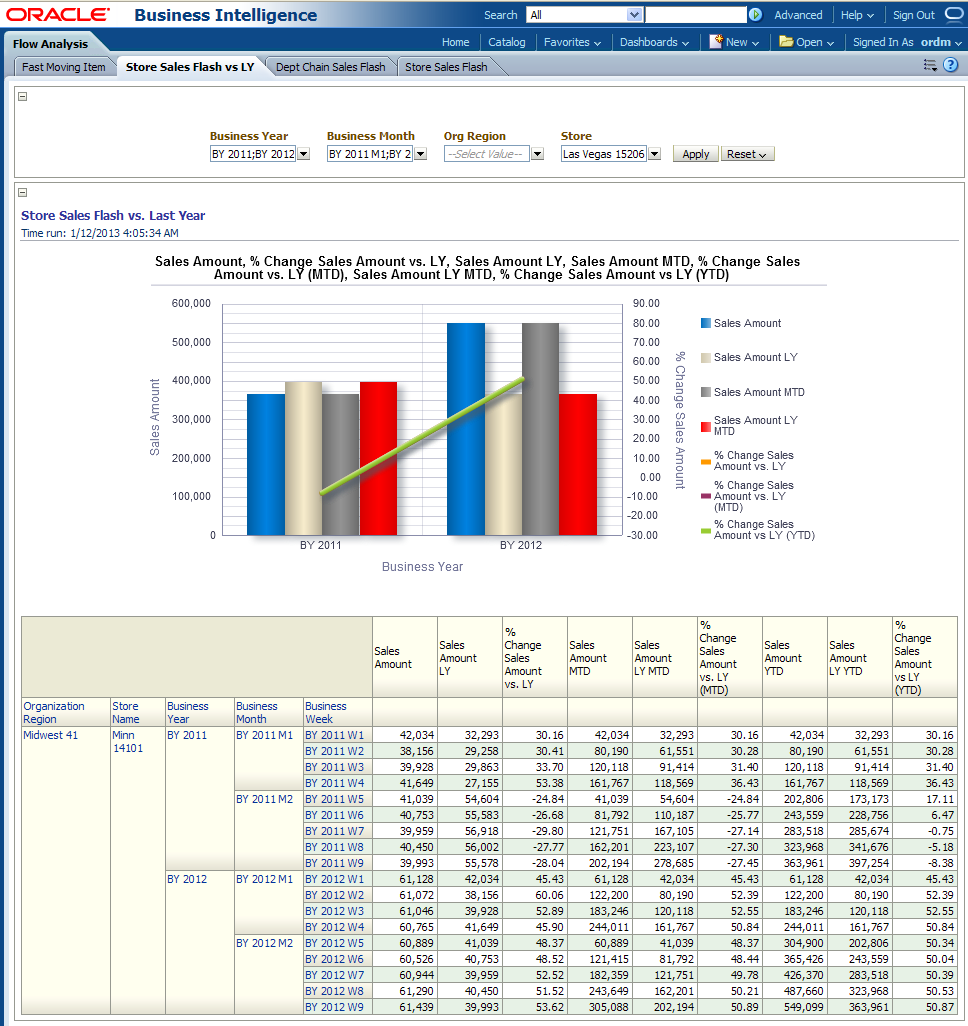 ORACLE® Business Intelligence Search All Advanced Help Sign Out
Flow Analysis Home Catalog Favorites Dashboards New Open Signed In As ordm
Fast Moving Item Store Sales Flash vs LY Dept Chain Sales Flash Store Sales Flash
Business Year Business Month Org Region Store
BY 2011;BY 2012 BY 2011 M1;BY 2 --Select Value-- Las Vegas 15206 Apply Reset
Store Sales Flash vs. Last Year
Time run: 1/12/2013 4:05:34 AM
Sales Amount, % Change Sales Amount vs. LY, Sales Amount LY, Sales Amount MTD, % Change Sales
Amount vs. LY (MTD), Sales Amount LY MTD, % Change Sales Amount vs LY (YTD)
Sales Amount
600,000
500,000
400,000
300,000
200,000
100,000
0
90.00
80.00
70.00
60.00
50.00
40.00
30.00
20.00
10.00
0.00
-10.00
-20.00
-30.00
% Change Sales Amount
BY 2011 BY 2012
Business Year
Sales Amount
Sales Amount LY
Sales Amount MTD
Sales Amount LY
MTD
% Change Sales
Amount vs. LY
% Change Sales
Amount vs. LY
(MTD)
% Change Sales
Amount vs LY (YTD)
Sales
Amount
Sales
Amount
LY
%
Change
Sales
Amount
vs. LY
Sales
Amount
MTD
Sales
Amount
LY MTD
%
Change
Sales
Amount
vs. LY
(MTD)
Sales
Amount
YTD
Sales
Amount
LY YTD
%
Change
Sales
Amount
vs LY
(YTD)
Organization
Region
Store
Name
Business
Year
Business
Month
Business
Week
Midwest 41 Minn
14101
BY 2011 BY 2011 M1 BY 2011 W1 42,034 32,293 30.16 42,034 32,293 30.16 42,034 32,293 30.16
BY 2011 W2 38,156 29,258 30.41 80,190 61,551 30.28 80,190 61,551 30.28
BY 2011 W3 39,928 29,863 33.70 120,118 91,414 31.40 120,118 91,414 31.40
BY 2011 W4 41,649 27,155 53.38 161,767 118,569 36.43 161,767 118,569 36.43
BY 2011 M2 BY 2011 W5 41,039 54,604 -24.84 41,039 54,604 -24.84 202,806 173,173 17.11
BY 2011 W6 40,753 55,583 -26.68 81,792 110,187 -25.77 243,559 228,756 6.47
BY 2011 W7 39,959 56,918 -29.80 121,751 167,105 -27.14 283,518 285,674 -0.75
BY 2011 W8 40,450 56,002 -27.77 162,201 223,107 -27.30 323,968 341,676 -5.18
BY 2011 W9 39,993 55,578 -28.04 202,194 278,685 -27.45 363,961 397,254 -8.38
BY 2012 BY 2012 M1 BY 2012 W1 61,128 42,034 45.43 61,128 42,034 45.43 61,128 42,034 45.43
BY 2012 W2 61,072 38,156 60.06 122,200 80,190 52.39 122,200 80,190 52.39
BY 2012 W3 61,046 39,928 52.89 183,246 120,118 52.55 183,246 120,118 52.55
BY 2012 W4 60,765 41,649 45.90 244,011 161,767 50.84 244,011 161,767 50.84
BY 2012 M2 BY 2012 W5 60,889 41,039 48.37 60,889 41,039 48.37 304,900 202,806 50.34
BY 2012 W6 60,526 40,753 48.52 121,415 81,792 48.44 365,426 243,559 50.04
BY 2012 W7 60,944 39,959 52.52 182,359 121,751 49.78 426,370 283,518 50.39
BY 2012 W8 61,290 40,450 51.52 243,649 162,201 50.21 487,660 323,968 50.53
BY 2012 W9 61,439 39,993 53.62 305,088 202,194 50.89 549,099 363,961 50.87